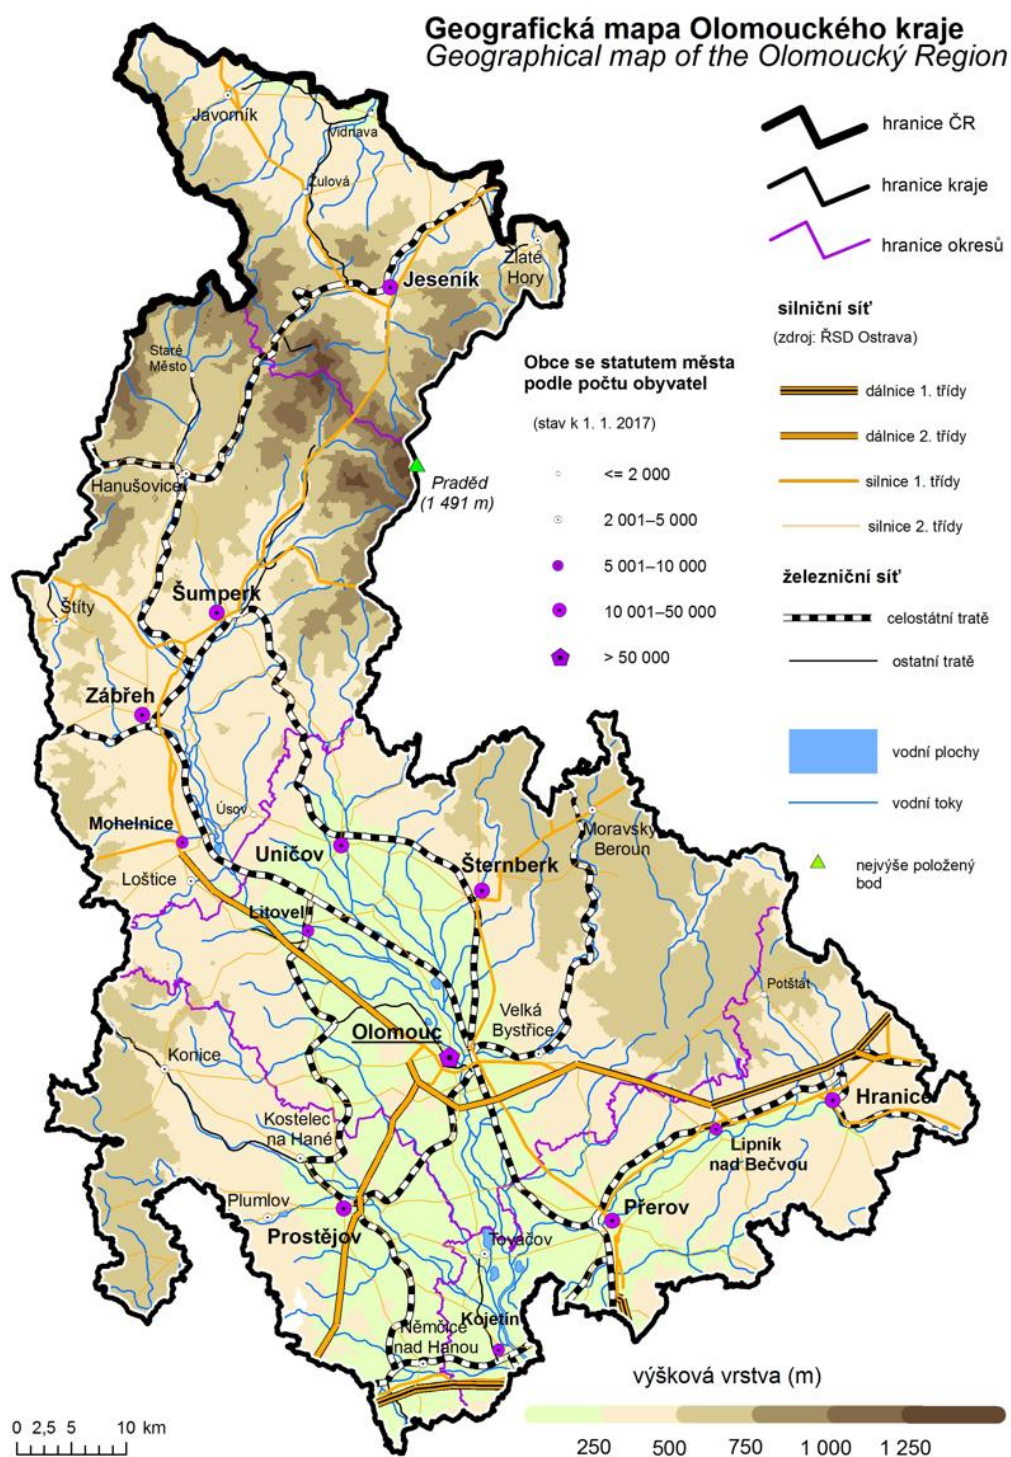 Geografická mapa Olomouckého kraje
Geographical map of the Olomoucký Region
hranice ČR
hranice kraje
hranice okresů
silniční síť
(zdroj: ŘSD Ostrava)
dálnice 1. třídy
dálnice 2. třídy
silnice 1. třídy
silnice 2. třídy
železniční síť
celostátní tratě
ostatní tratě
vodní plochy
vodní toky
nejvýše položený
bod
Obce se statutem města
podle počtu obyvatel
(stav k 1. 1. 2017)
<= 2 000
2 001–5 000
5 001–10 000
10 001–50 000
> 50 000
Javorník
Vidnava
Žulová
Zlaté
Hory
Jeseník
Staré
Město
Hanušovice
Praděd
(1 491 m)
Šumperk
Štíty
Zábřeh
Úsov
Mohelnice
Uničov
Moravský
Beroun
Šternberk
Loštice
Litovel
Potštát
Velká
Bystřice
Olomouc
Konice
Hranice
Kostelec
na Hané
Lipník
nad Bečvou
Plumlov
Přerov
Prostějov
Tovačov
Kojetín
Němčice
nad Hanou
výšková vrstva (m)
250 500 750 1 000 1 250
0 2,5 5 10 km